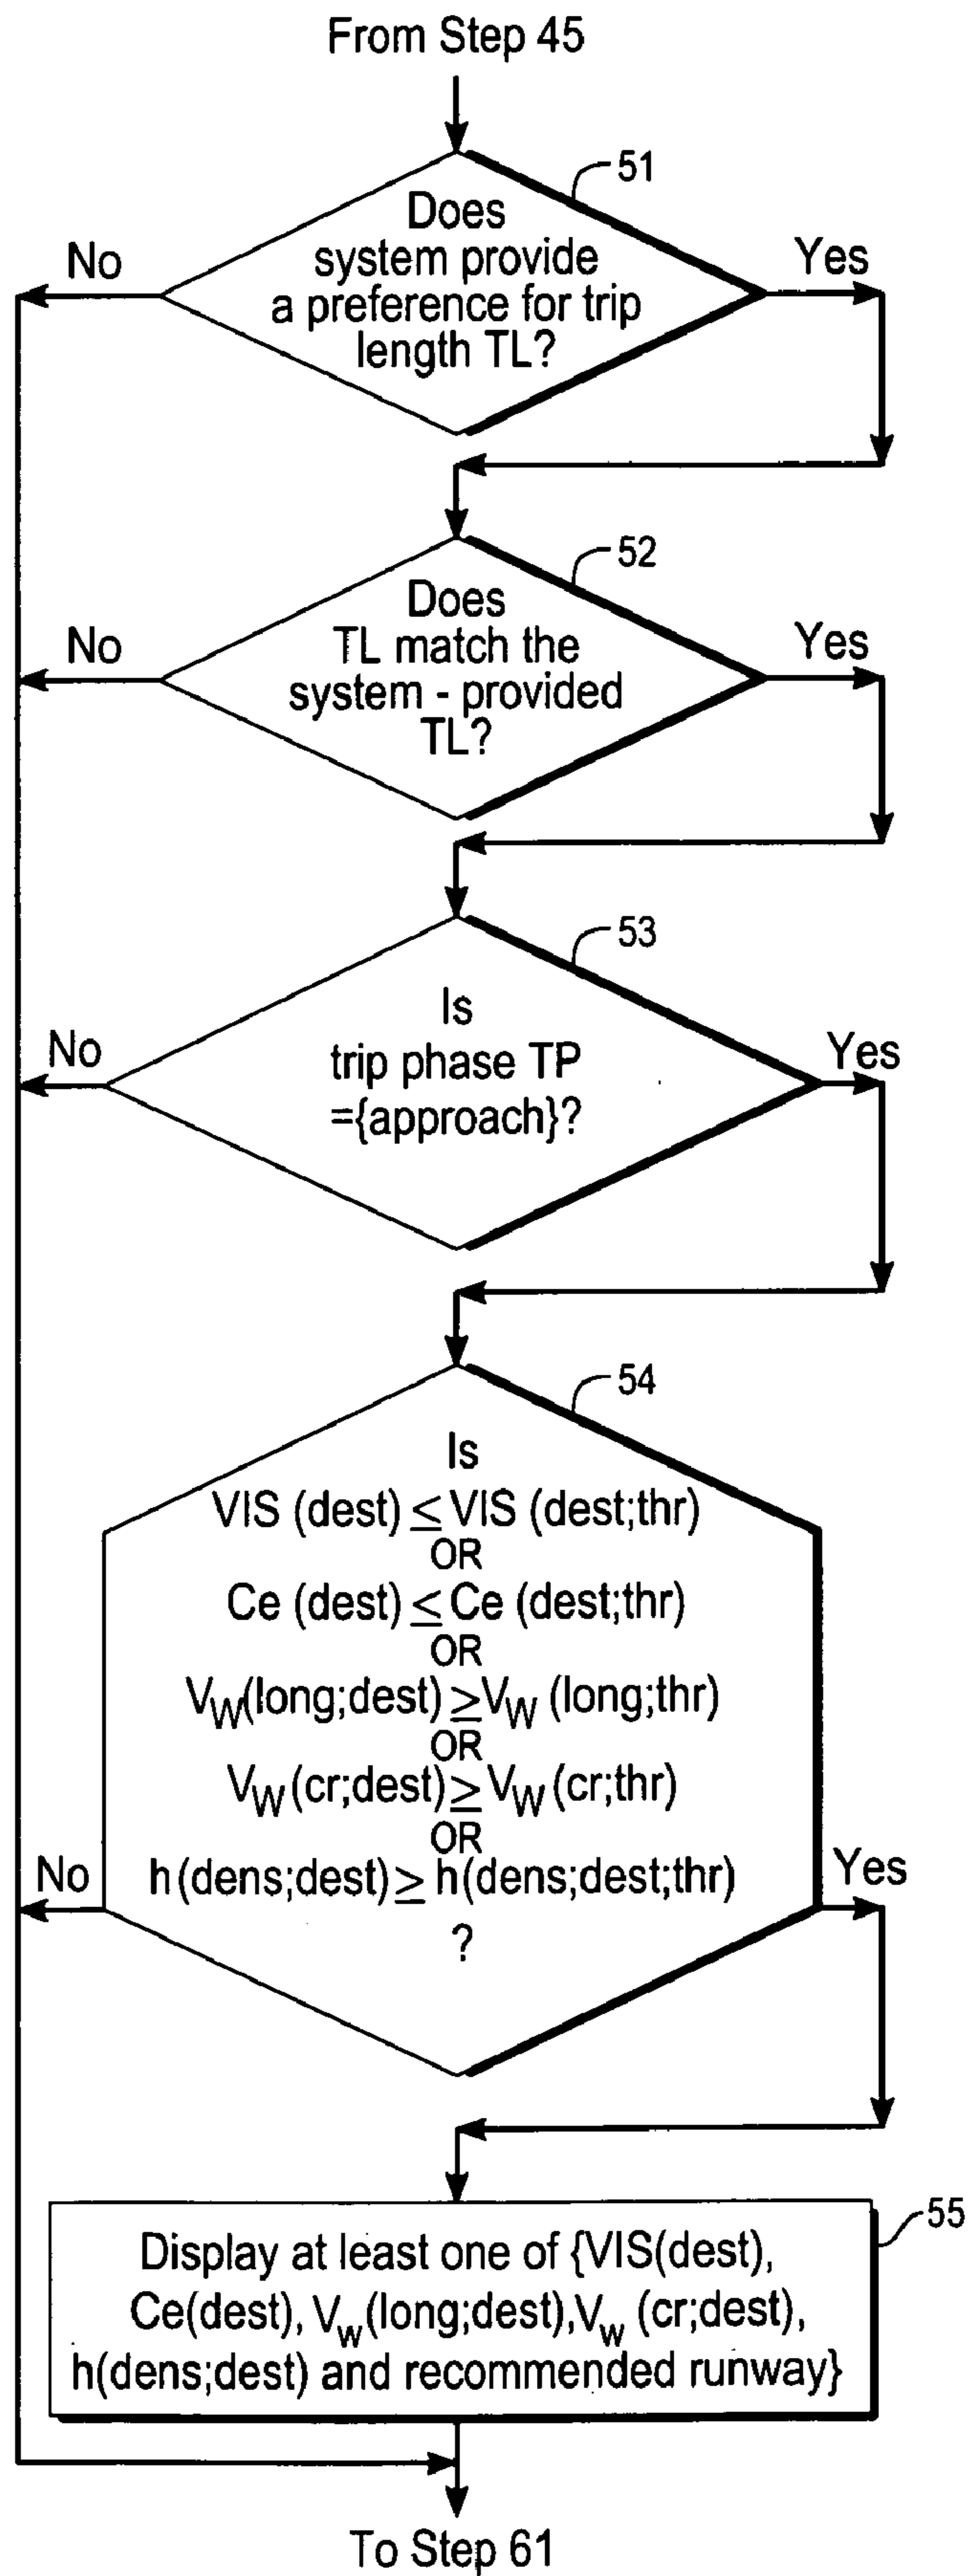 From Step 45
51
Does
system provide
a preference for trip
length TL?
No
Yes
52
Does
TL match the
system - provided
TL?
No
Yes
53
Is
trip phase TP
={approach}?
No
Yes
54
Is
VIS (dest) ≤ VIS (dest;thr)
OR
Ce (dest) ≤ Ce (dest;thr)
OR
VW(long;dest) ≥ VW (long;thr)
OR
VW (cr;dest) ≥ VW (cr;thr)
OR
h(dens;dest) ≥ h(dens;dest;thr)
?
No
Yes
55
Display at least one of {VIS(dest),
Ce(dest), Vw(long;dest),Vw (cr;dest),
h(dens;dest) and recommended runway}
To Step 61